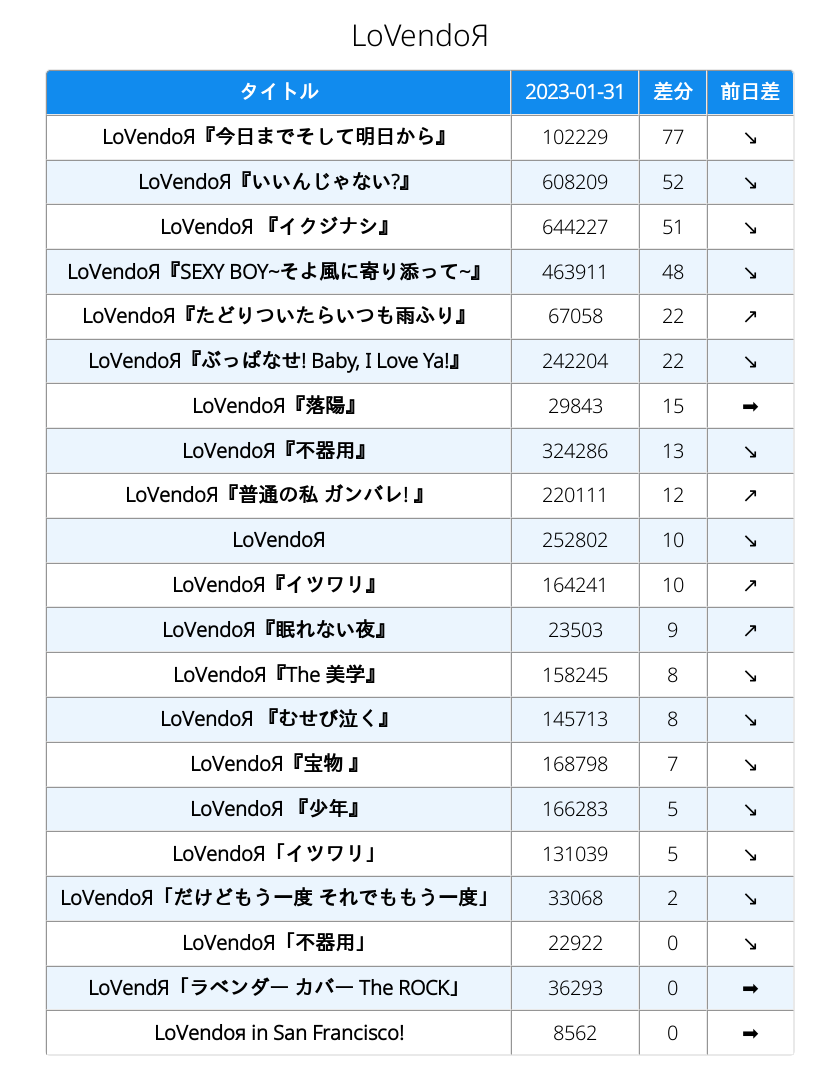 LoVendoЯ
タイトル 2023-01-31 差分 前日差
LoVendoЯ『今日までそして明日から』 102229 77 ↘
LoVendoЯ『いいんじゃない?』 608209 52 ↘
LoVendoЯ 『イクジナシ』 644227 51 ↘
LoVendoЯ『SEXY BOY~そよ風に寄り添って~』 463911 48 ↘
LoVendoЯ『たどりついたらいつも雨ふり』 67058 22 ↗
LoVendoЯ『ぶっぱなせ! Baby, I Love Ya!』 242204 22 ↘
LoVendoЯ『落陽』 29843 15 ➡
LoVendoЯ『不器用』 324286 13 ↘
LoVendoЯ『普通の私 ガンバレ! 』 220111 12 ↗
LoVendoЯ 252802 10 ↘
LoVendoЯ『イツワリ』 164241 10 ↗
LoVendoЯ『眠れない夜』 23503 9 ↗
LoVendoЯ『The 美学』 158245 8 ↘
LoVendoЯ 『むせび泣く』 145713 8 ↘
LoVendoЯ『宝物 』 168798 7 ↘
LoVendoЯ 『少年』 166283 5 ↘
LoVendoЯ「イツワリ」 131039 5 ↘
LoVendoЯ「だけどもう一度 それでももう一度」 33068 2 ↘
LoVendoЯ「不器用」 22922 0 ↘
LoVendЯ「ラベンダー カバー The ROCK」 36293 0 ➡
LoVendoя in San Francisco! 8562 0 ➡